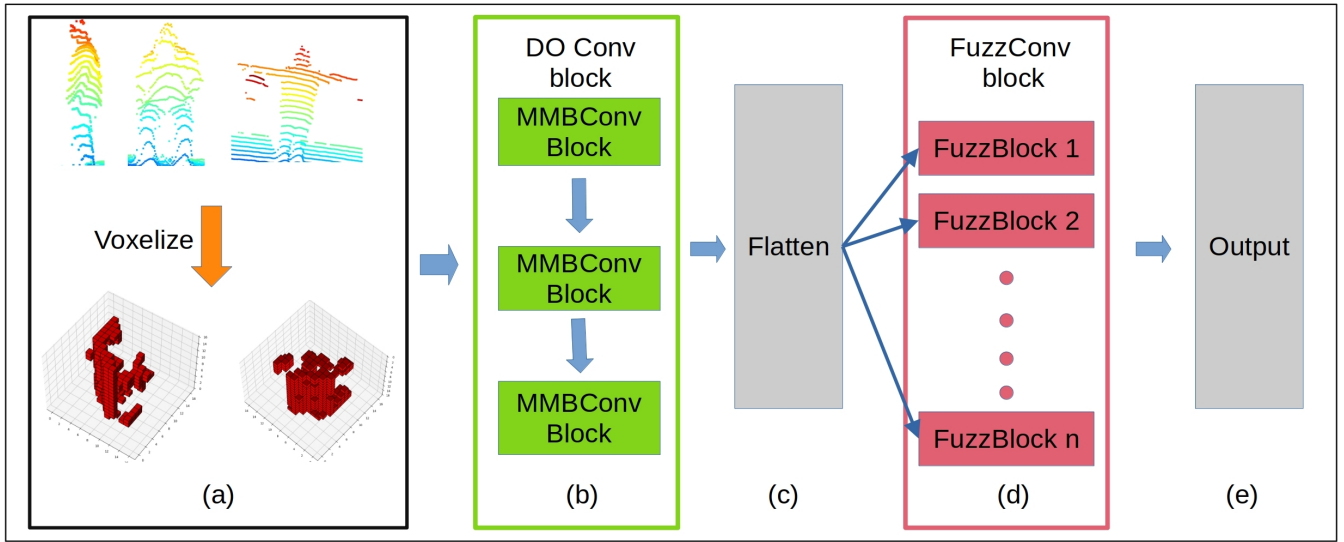 Voxelize
(a)
DO Conv
block
MMBConv
Block
MMBConv
Block
MMBConv
Block
(b)
Flatten
(c)
FuzzConv
block
FuzzBlock 1
FuzzBlock 2
FuzzBlock n
(d)
Output
(e)